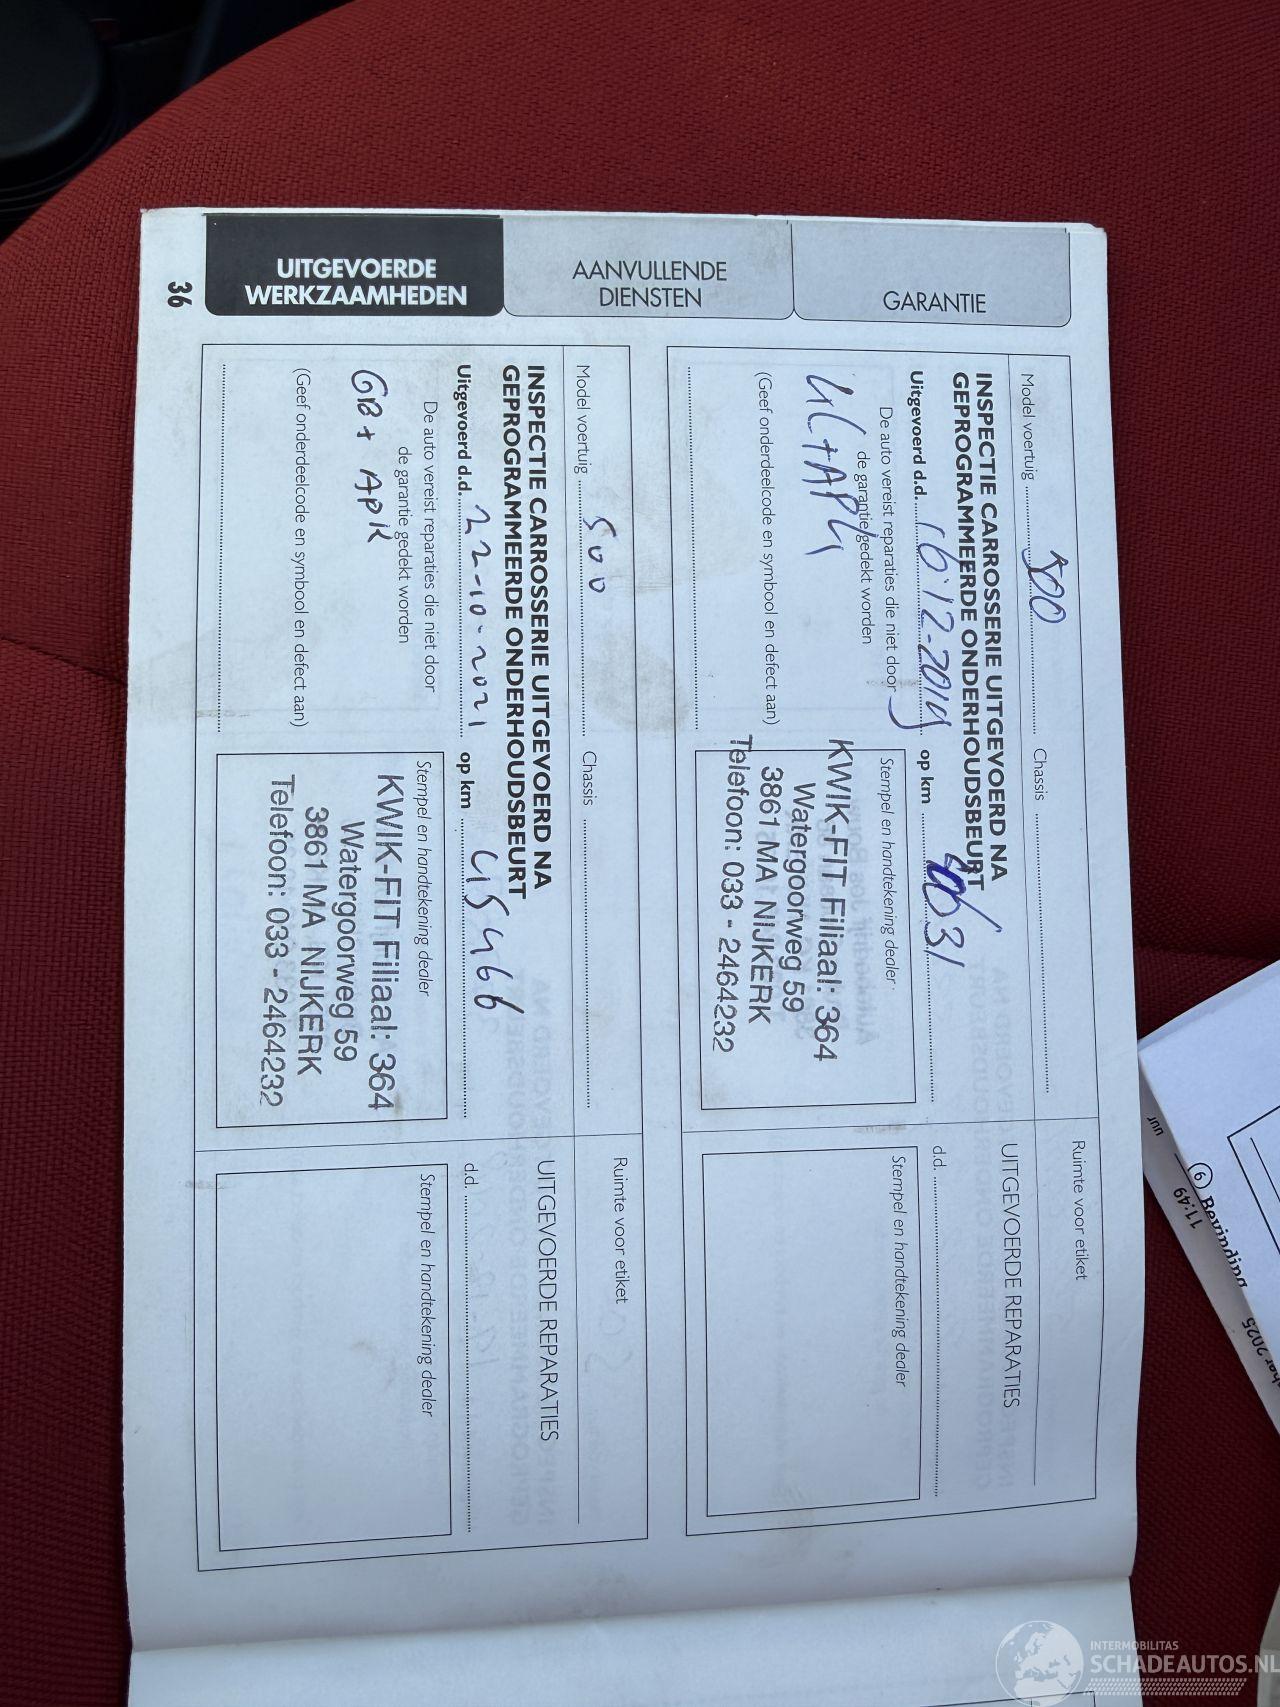 UITGEVOERDE
WERKZAAMHEDEN
AANVULLENDE
DIENSTEN
GARANTIE
36
Model voertuig 500 Chassis
INSPECTIE CARROSSERIE UITGEVOERD NA
GEPROGRAMMEERDE ONDERHOUDSBEURT
Uitgevoerd d.d. 16-12-2019 op km
De auto vereist reparaties die niet door
de garantie gedekt worden
(Geef onderdeelcode en symbool en defect aan)
Stempel en handtekening dealer
KWIK-FIT Filiaal: 364
Watergoorweg 59
3861 MA NIJKERK
Telefoon: 033 - 2464232
Ruimte voor etiket
UITGEVOERDE REPARATIES
d.d.
Stempel en handtekening dealer
Model voertuig 500 Chassis
INSPECTIE CARROSSERIE UITGEVOERD NA
GEPROGRAMMEERDE ONDERHOUDSBEURT
Uitgevoerd d.d. 22-10-2021 op km
De auto vereist reparaties die niet door
de garantie gedekt worden
GB + APK
(Geef onderdeelcode en symbool en defect aan)
Stempel en handtekening dealer
KWIK-FIT Filiaal: 364
Watergoorweg 59
3861 MA NIJKERK
Telefoon: 033 - 2464232
Ruimte voor etiket
UITGEVOERDE REPARATIES
d.d.
Stempel en handtekening dealer
uur
11:49
6 Bevinding
2025
INTERMOBILITAS
SCHADEAUTOS.NL